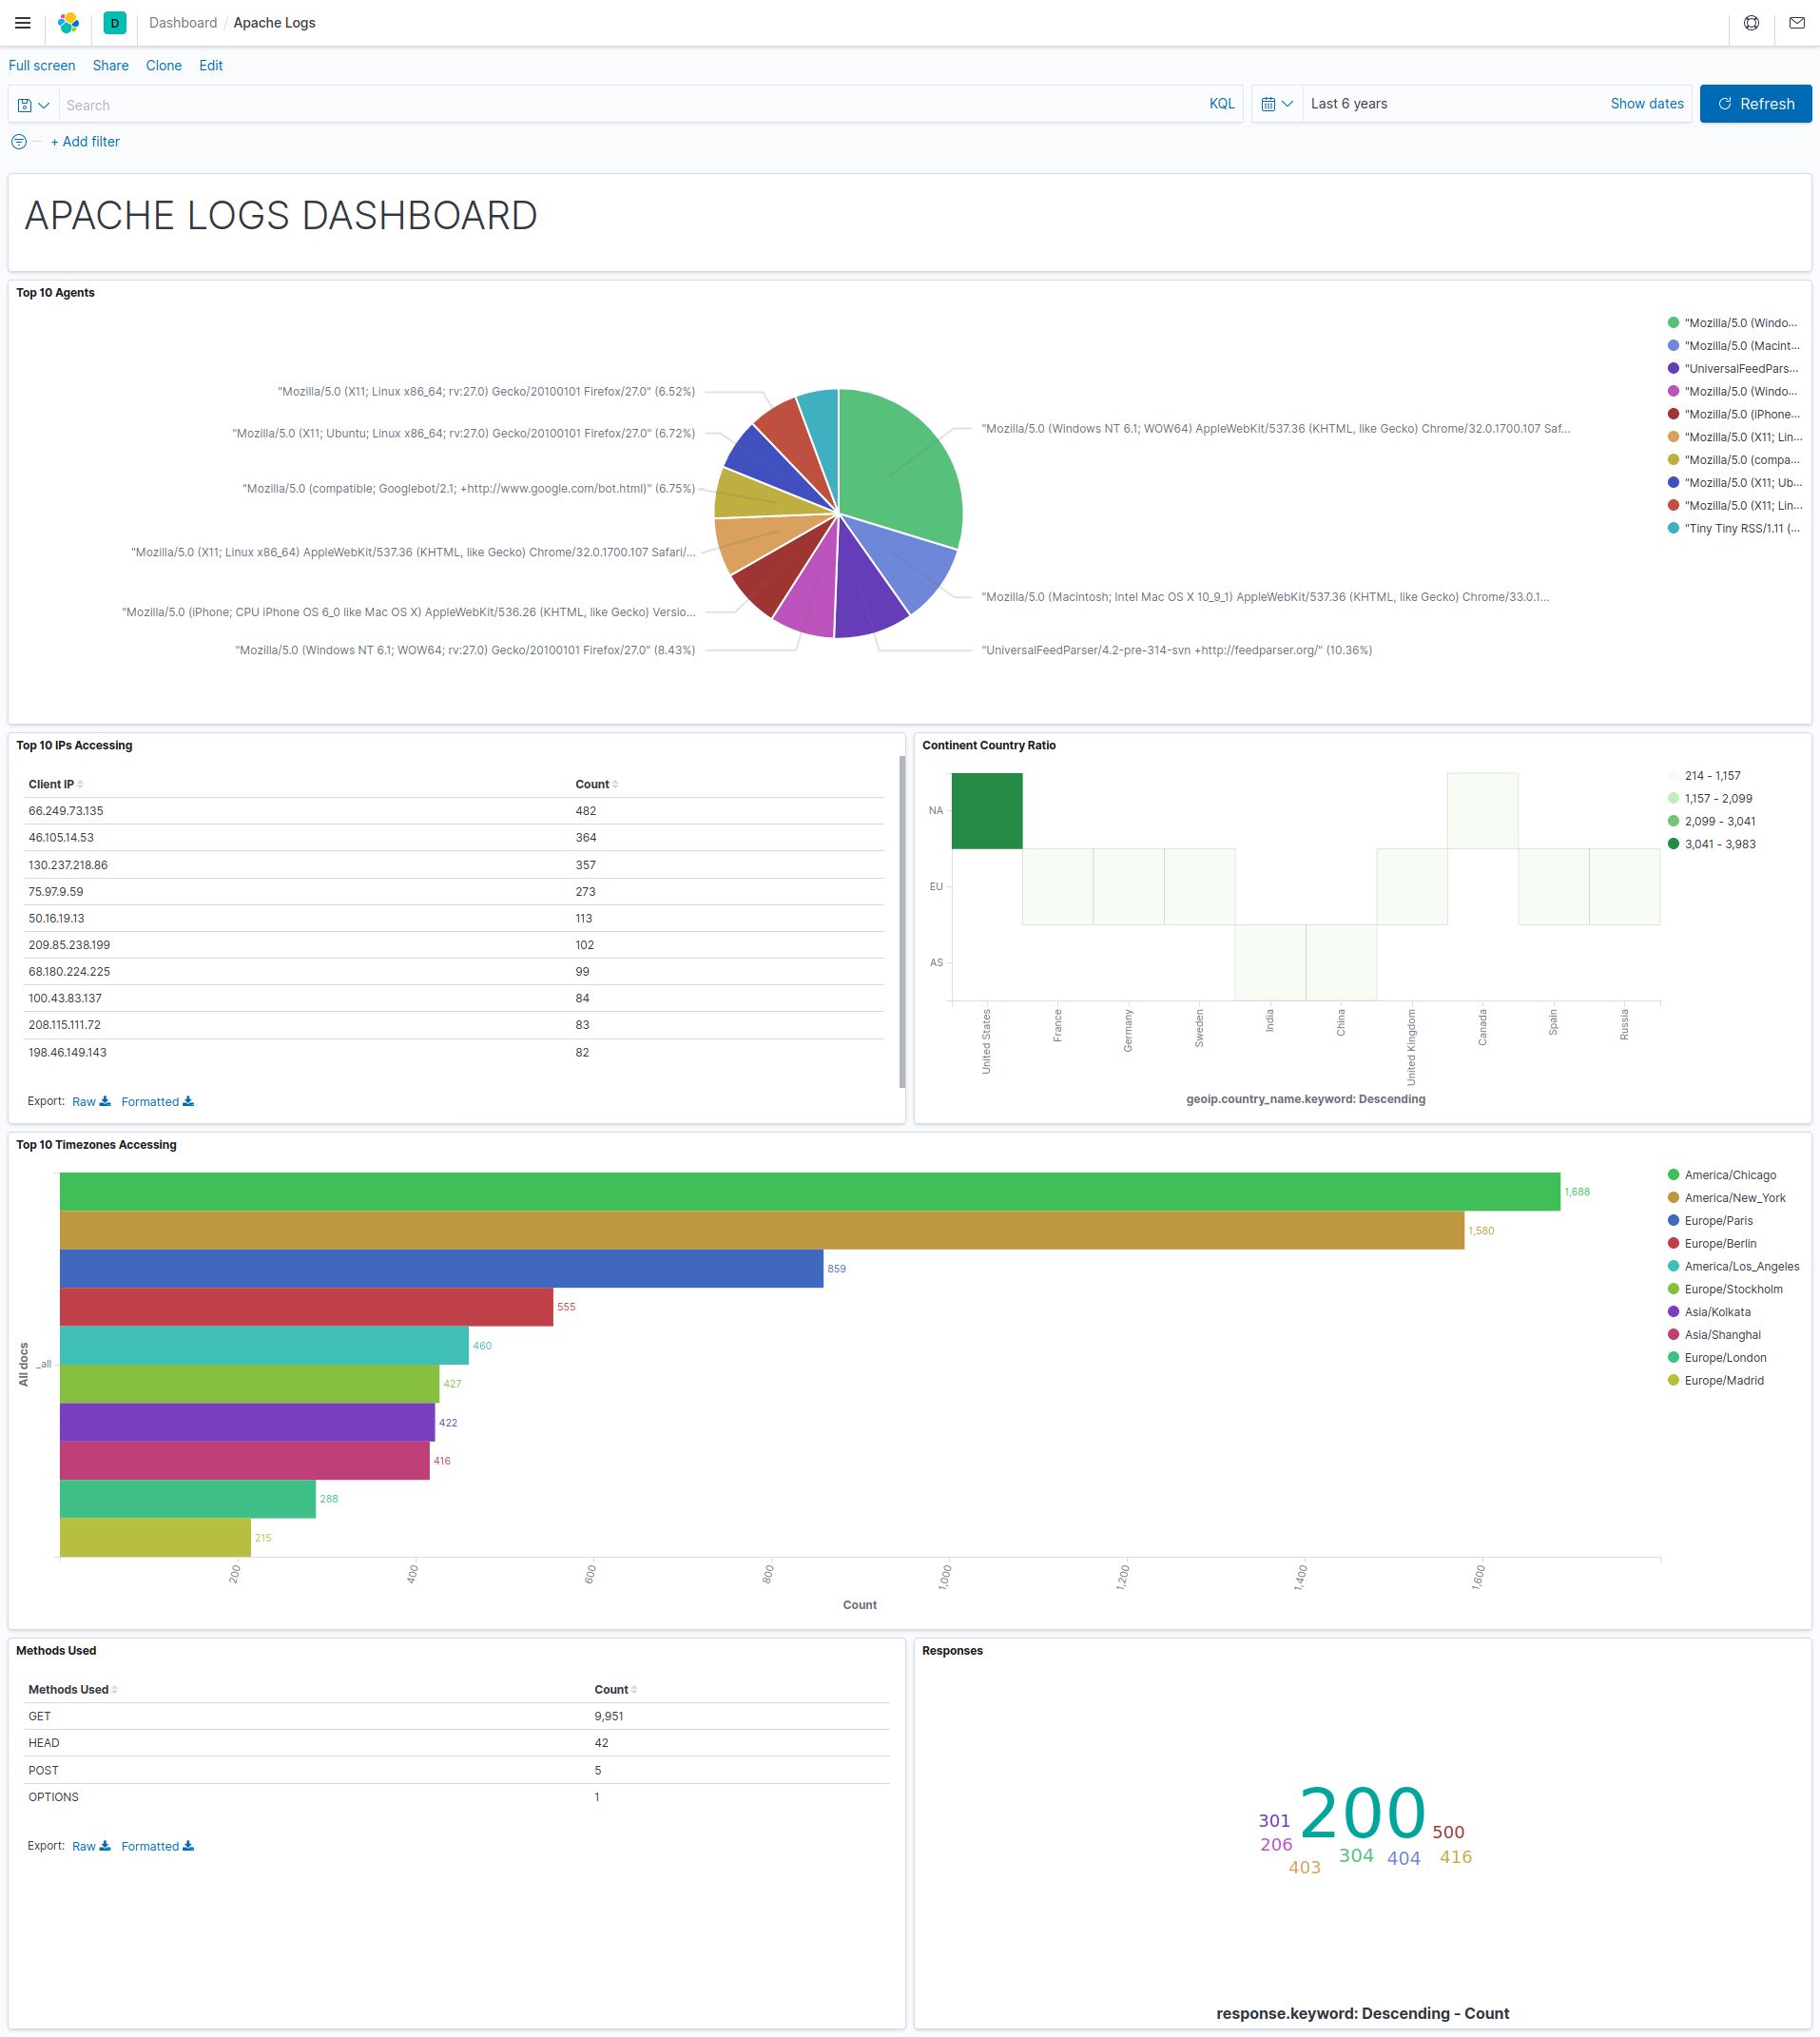 D Dashboard / Apache Logs
Full screen Share Clone Edit
Search KQL Last 6 years Show dates Refresh
+ Add filter
APACHE LOGS DASHBOARD
Top 10 Agents
"Mozilla/5.0 (X11; Linux x86_64; rv:27.0) Gecko/20100101 Firefox/27.0" (6.52%)
"Mozilla/5.0 (X11; Ubuntu; Linux x86_64; rv:27.0) Gecko/20100101 Firefox/27.0" (6.72%)
"Mozilla/5.0 (compatible; Googlebot/2.1; +http://www.google.com/bot.html)" (6.75%)
"Mozilla/5.0 (X11; Linux x86_64) AppleWebKit/537.36 (KHTML, like Gecko) Chrome/32.0.1700.107 Safari/...
"Mozilla/5.0 (iPhone; CPU iPhone OS 6_0 like Mac OS X) AppleWebKit/536.26 (KHTML, like Gecko) Versio...
"Mozilla/5.0 (Windows NT 6.1; WOW64; rv:27.0) Gecko/20100101 Firefox/27.0" (8.43%)
"Mozilla/5.0 (Windows NT 6.1; WOW64) AppleWebKit/537.36 (KHTML, like Gecko) Chrome/32.0.1700.107 Saf...
"Mozilla/5.0 (Macintosh; Intel Mac OS X 10_9_1) AppleWebKit/537.36 (KHTML, like Gecko) Chrome/33.0.1...
"UniversalFeedParser/4.2-pre-314-svn +http://feedparser.org/" (10.36%)
"Mozilla/5.0 (Windo...
"Mozilla/5.0 (Macint...
"UniversalFeedPars...
"Mozilla/5.0 (Windo...
"Mozilla/5.0 (iPhone...
"Mozilla/5.0 (X11; Lin...
"Mozilla/5.0 (compa...
"Mozilla/5.0 (X11; Ub...
"Mozilla/5.0 (X11; Lin...
"Tiny Tiny RSS/1.11 (...
Top 10 IPs Accessing
Client IP Count
66.249.73.135 482
46.105.14.53 364
130.237.218.86 357
75.97.9.59 273
50.16.19.13 113
209.85.238.199 102
68.180.224.225 99
100.43.83.137 84
208.115.111.72 83
198.46.149.143 82
Export: Raw Formatted
Continent Country Ratio
NA
EU
AS
United States
France
Germany
Sweden
India
China
United Kingdom
Canada
Spain
Russia
geoip.country_name.keyword: Descending
214 - 1,157
1,157 - 2,099
2,099 - 3,041
3,041 - 3,983
Top 10 Timezones Accessing
All docs
_all
1,688
1,580
859
555
460
427
422
416
288
215
200 400 600 800 1,000 1,200 1,400 1,600
Count
America/Chicago
America/New_York
Europe/Paris
Europe/Berlin
America/Los_Angeles
Europe/Stockholm
Asia/Kolkata
Asia/Shanghai
Europe/London
Europe/Madrid
Methods Used
Methods Used Count
GET 9,951
HEAD 42
POST 5
OPTIONS 1
Export: Raw Formatted
Responses
301 200 500
206 304 404 416
403
response.keyword: Descending - Count